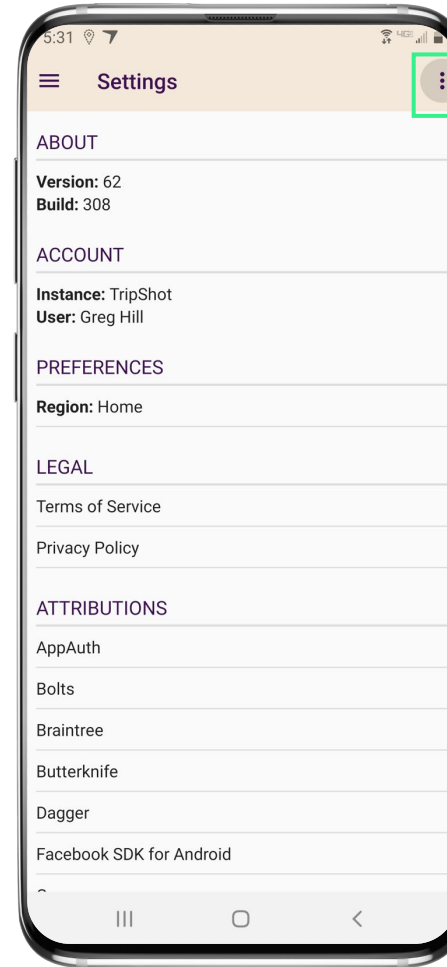 5:31
Settings
ABOUT
Version: 62
Build: 308
ACCOUNT
Instance: TripShot
User: Greg Hill
PREFERENCES
Region: Home
LEGAL
Terms of Service
Privacy Policy
ATTRIBUTIONS
AppAuth
Bolts
Braintree
Butterknife
Dagger
Facebook SDK for Android